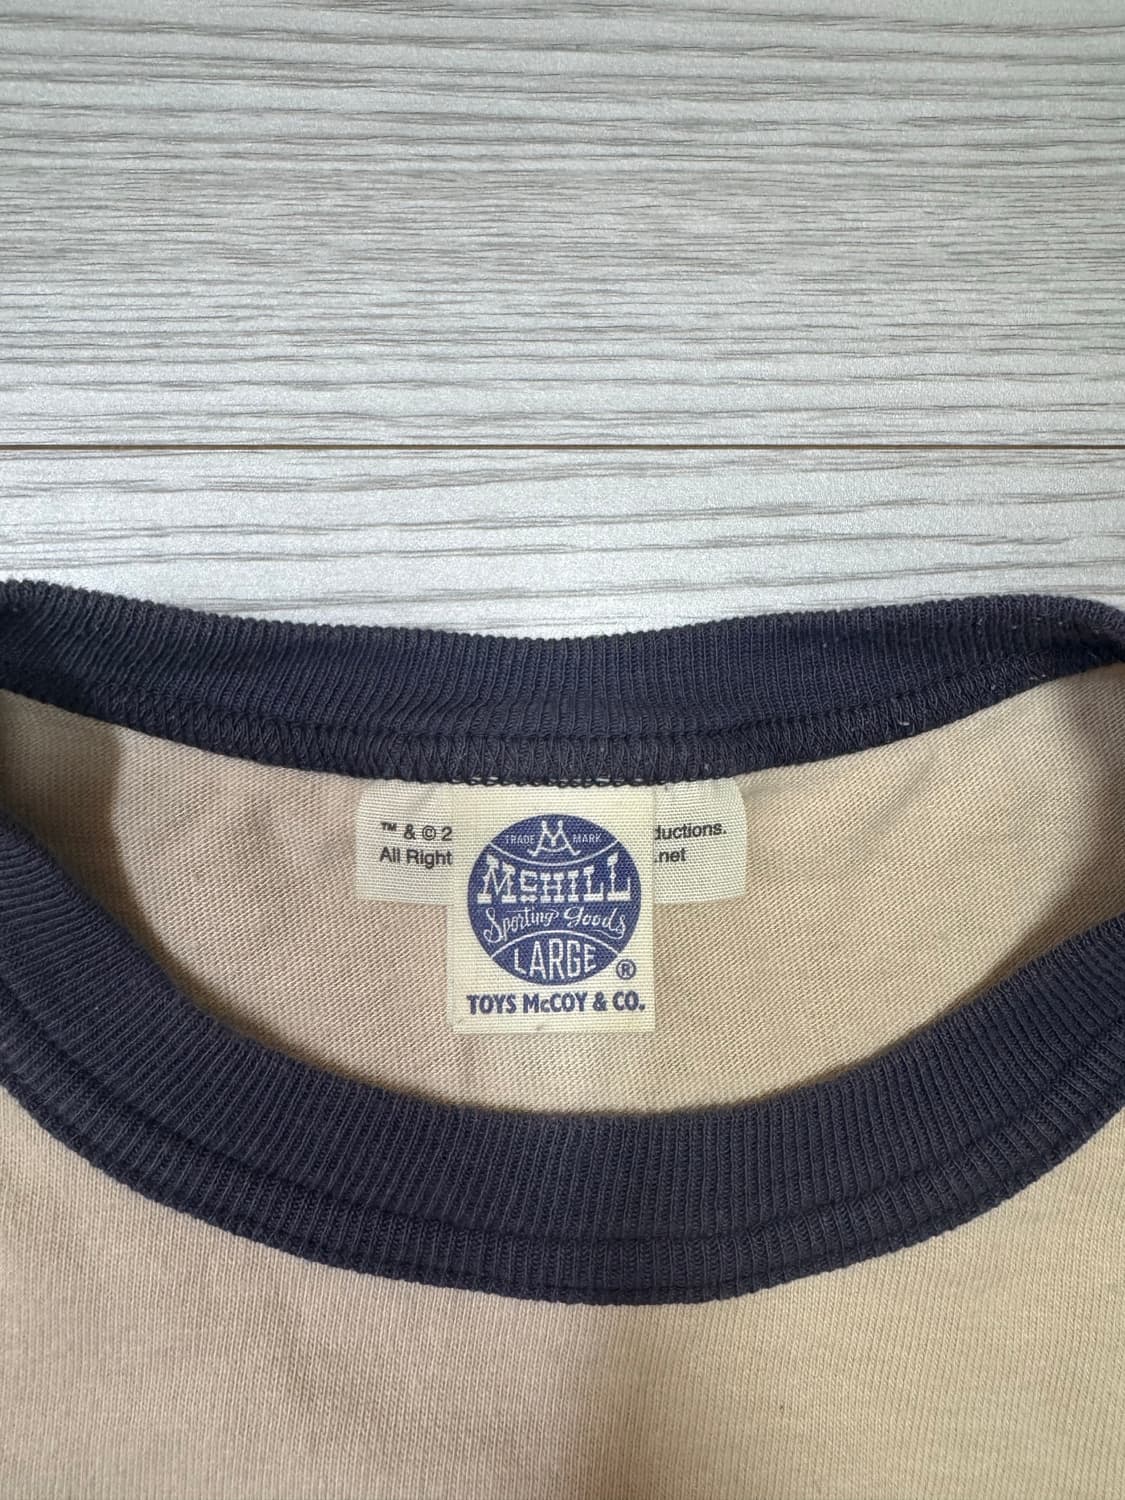 ™ & © 2 ductions.
All Right .net
TRADE M MARK
McHILL
Sporting Goods
LARGE
®
TOYS McCOY & CO.